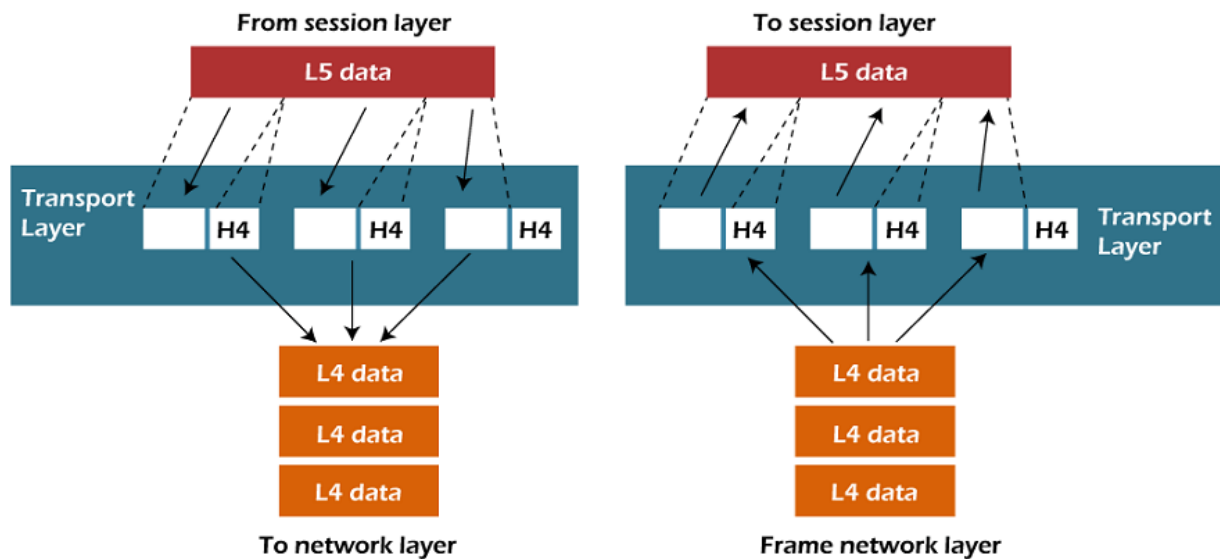 From session layer
L5 data
Transport
Layer
H4
H4
H4
L4 data
L4 data
L4 data
To network layer
To session layer
L5 data
H4
H4
H4
Transport
Layer
L4 data
L4 data
L4 data
Frame network layer